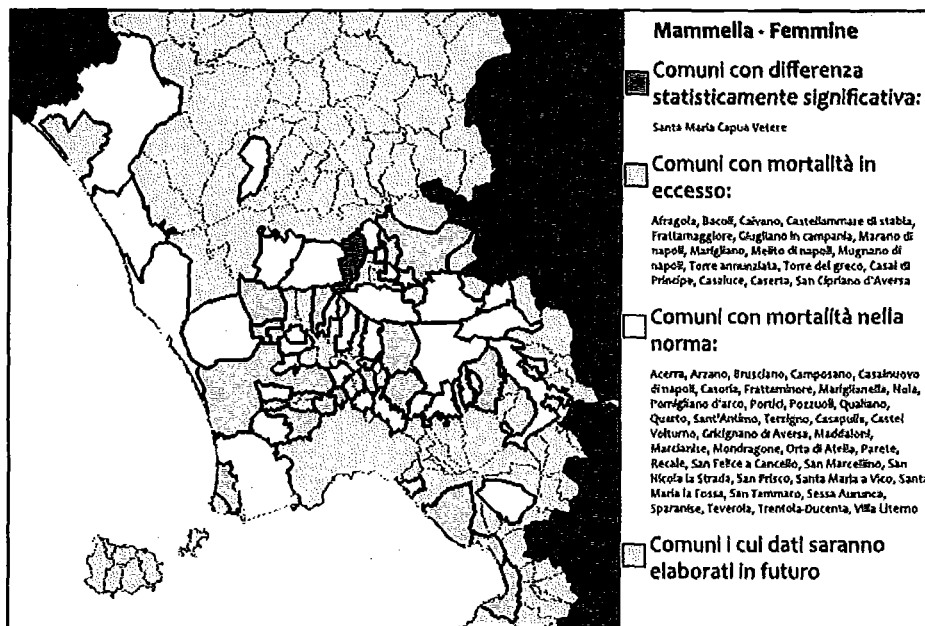 Mammella - Femmine
Comuni con differenza
statisticamente significativa:
Santa Maria Capua Vetere
Comuni con mortalità in
eccesso:
Afragola, Bacoli, Caivano, Castellammare di stabia,
Frattamaggiore, Giugliano in campania, Marano di
napoli, Marigliano, Melito di napoli, Mugnano di
napoli, Torre annunziata, Torre del greco, Casal di
Principe, Casaluce, Caserta, San Cipriano d'Aversa
Comuni con mortalità nella
norma:
Acerra, Arzano, Brusciano, Camposano, Casalnuovo
di napoli, Casoria, Frattaminore, Mariglianella, Nola,
Pomigliano d'arco, Portici, Pozzuoli, Qualiano,
Quarto, Sant'Antimo, Terzigno, Casapulla, Castel
Volturno, Gricignano di Aversa, Maddaloni,
Marcianise, Mondragone, Orta di Atella, Parete,
Recale, San Felice a Cancello, San Marcellino, San
Nicola la Strada, San Prisco, Santa Maria a Vico, Santa
Maria la Fossa, San Tammaro, Sessa Aurunca,
Sparanise, Teverola, Trentola-Ducenta, Villa Literno
Comuni i cui dati saranno
elaborati in futuro